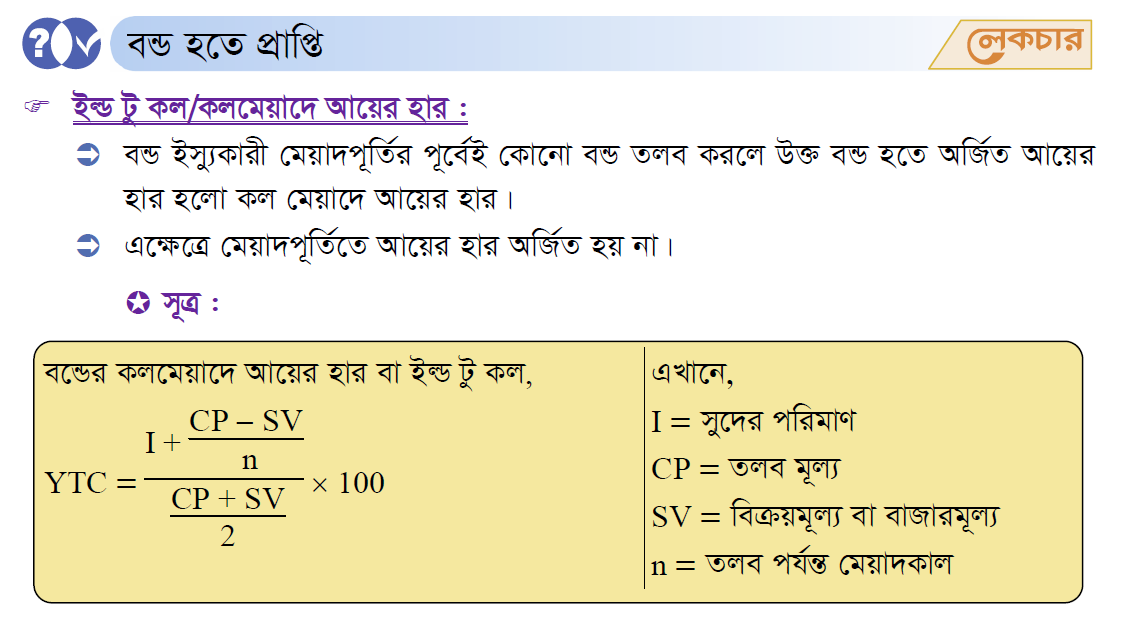 বন্ড হতে প্রাপ্তি
লেকচার
ইল্ড টু কল/কলমেয়াদে আয়ের হার :
বন্ড ইস্যুকারী মেয়াদপূর্তির পূর্বেই কোনো বন্ড তলব করলে উক্ত বন্ড হতে অর্জিত আয়ের
হার হলো কল মেয়াদে আয়ের হার।
এক্ষেত্রে মেয়াদপূর্তিতে আয়ের হার অর্জিত হয় না।
সূত্র :
বন্ডের কলমেয়াদে আয়ের হার বা ইল্ড টু কল,
YTC = (I + (CP – SV)/n) / ((CP + SV)/2) × 100
এখানে,
I = সুদের পরিমাণ
CP = তলব মূল্য
SV = বিক্রয়মূল্য বা বাজারমূল্য
n = তলব পর্যন্ত মেয়াদকাল